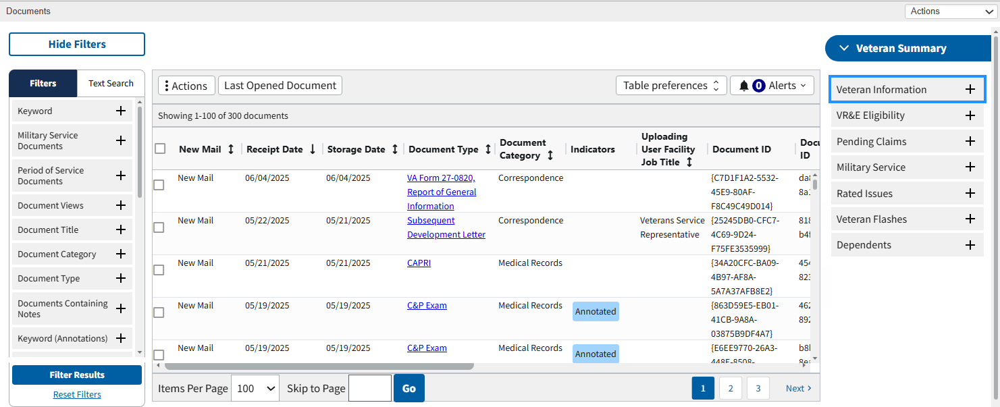 Documents
Actions
Hide Filters
Filters
Text Search
Keyword
Military Service
Documents
Period of Service
Documents
Document Views
Document Title
Document Category
Document Type
Documents Containing
Notes
Keyword (Annotations)
Filter Results
Reset Filters
Actions
Last Opened Document
Table preferences
0 Alerts
Showing 1-100 of 300 documents
New Mail
Receipt Date
Storage Date
Document Type
Document
Category
Indicators
Uploading
User Facility
Job Title
Document ID
ID
New Mail 06/04/2025 06/04/2025 VA Form 27-0820, Correspondence {C7D1F1A2-5532-
Report of General 45E9-80AF-
Information F8C49C49D014}
New Mail 05/22/2025 05/21/2025 Subsequent Correspondence Veterans Service {25245DB0-CFC7- 818
Development Letter Representative 4C69-9D24- b4f
F75FE3535999}
New Mail 05/21/2025 05/21/2025 CAPRI Medical Records {34A20CFC-BA09- 454
4B97-AF8A- 823
5A7A37AFB8E2}
New Mail 05/19/2025 05/19/2025 C&P Exam Medical Records Annotated {863D59E5-EB01- 462
41CB-9A8A- 892
03875B9DF4A7}
New Mail 05/19/2025 05/19/2025 C&P Exam Medical Records Annotated {E6EE9770-26A3-
448F-8508-
Items Per Page 100 Skip to Page Go
1 2 3 Next
Veteran Summary
Veteran Information
VR&E Eligibility
Pending Claims
Military Service
Rated Issues
Veteran Flashes
Dependents